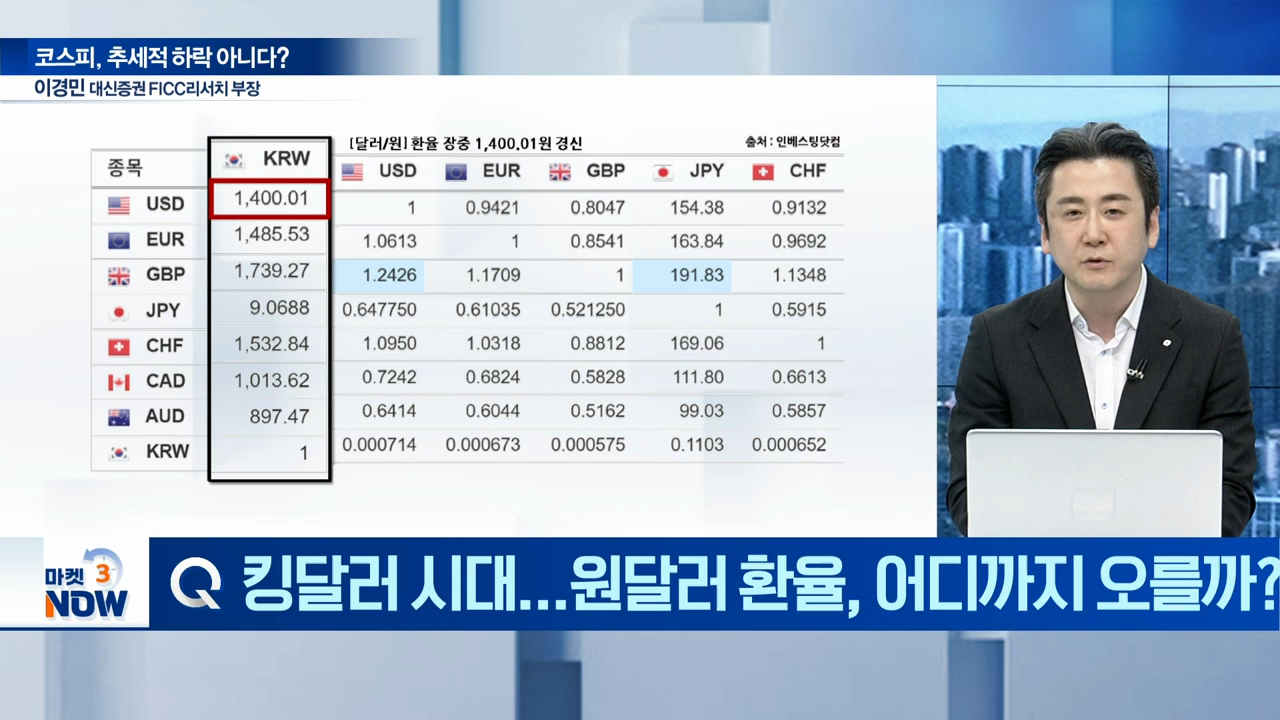 코스피, 추세적 하락 아니다?
이경민 대신증권 FICC리서치 부장
[달러/원] 환율 장중 1,400.01원 경신
출처 : 인베스팅닷컴
종목 KRW USD EUR GBP JPY CHF
USD 1,400.01 1 0.9421 0.8047 154.38 0.9132
EUR 1,485.53 1.0613 1 0.8541 163.84 0.9692
GBP 1,739.27 1.2426 1.1709 1 191.83 1.1348
JPY 9.0688 0.647750 0.61035 0.521250 1 0.5915
CHF 1,532.84 1.0950 1.0318 0.8812 169.06 1
CAD 1,013.62 0.7242 0.6824 0.5828 111.80 0.6613
AUD 897.47 0.6414 0.6044 0.5162 99.03 0.5857
KRW 1 0.000714 0.000673 0.000575 0.1103 0.000652
마켓 3
NOW
Q 킹달러 시대...원달러 환율, 어디까지 오를까?